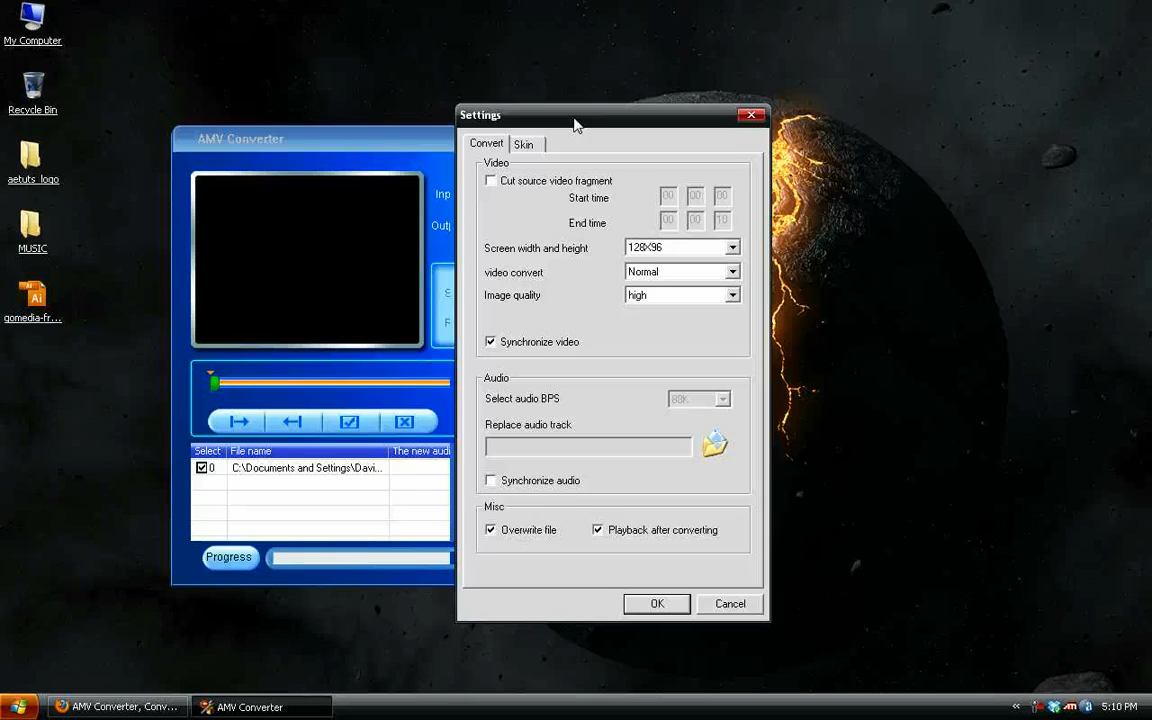 My Computer
Recycle Bin
aetuts_logo
MUSIC
Ai
gomedia-fr...
AMV Converter
Inp
Outp
Select
File name
The new audi
0
C:\Documents and Settings\Davi...
Progress
Settings
Convert
Skin
Video
Cut source video fragment
Start time
00 00 00
End time
00 00 10
Screen width and height
128X96
video convert
Normal
Image quality
high
Synchronize video
Audio
Select audio BPS
88K
Replace audio track
Synchronize audio
Misc
Overwrite file
Playback after converting
OK
Cancel
AMV Converter, Conv...
AMV Converter
5:10 PM